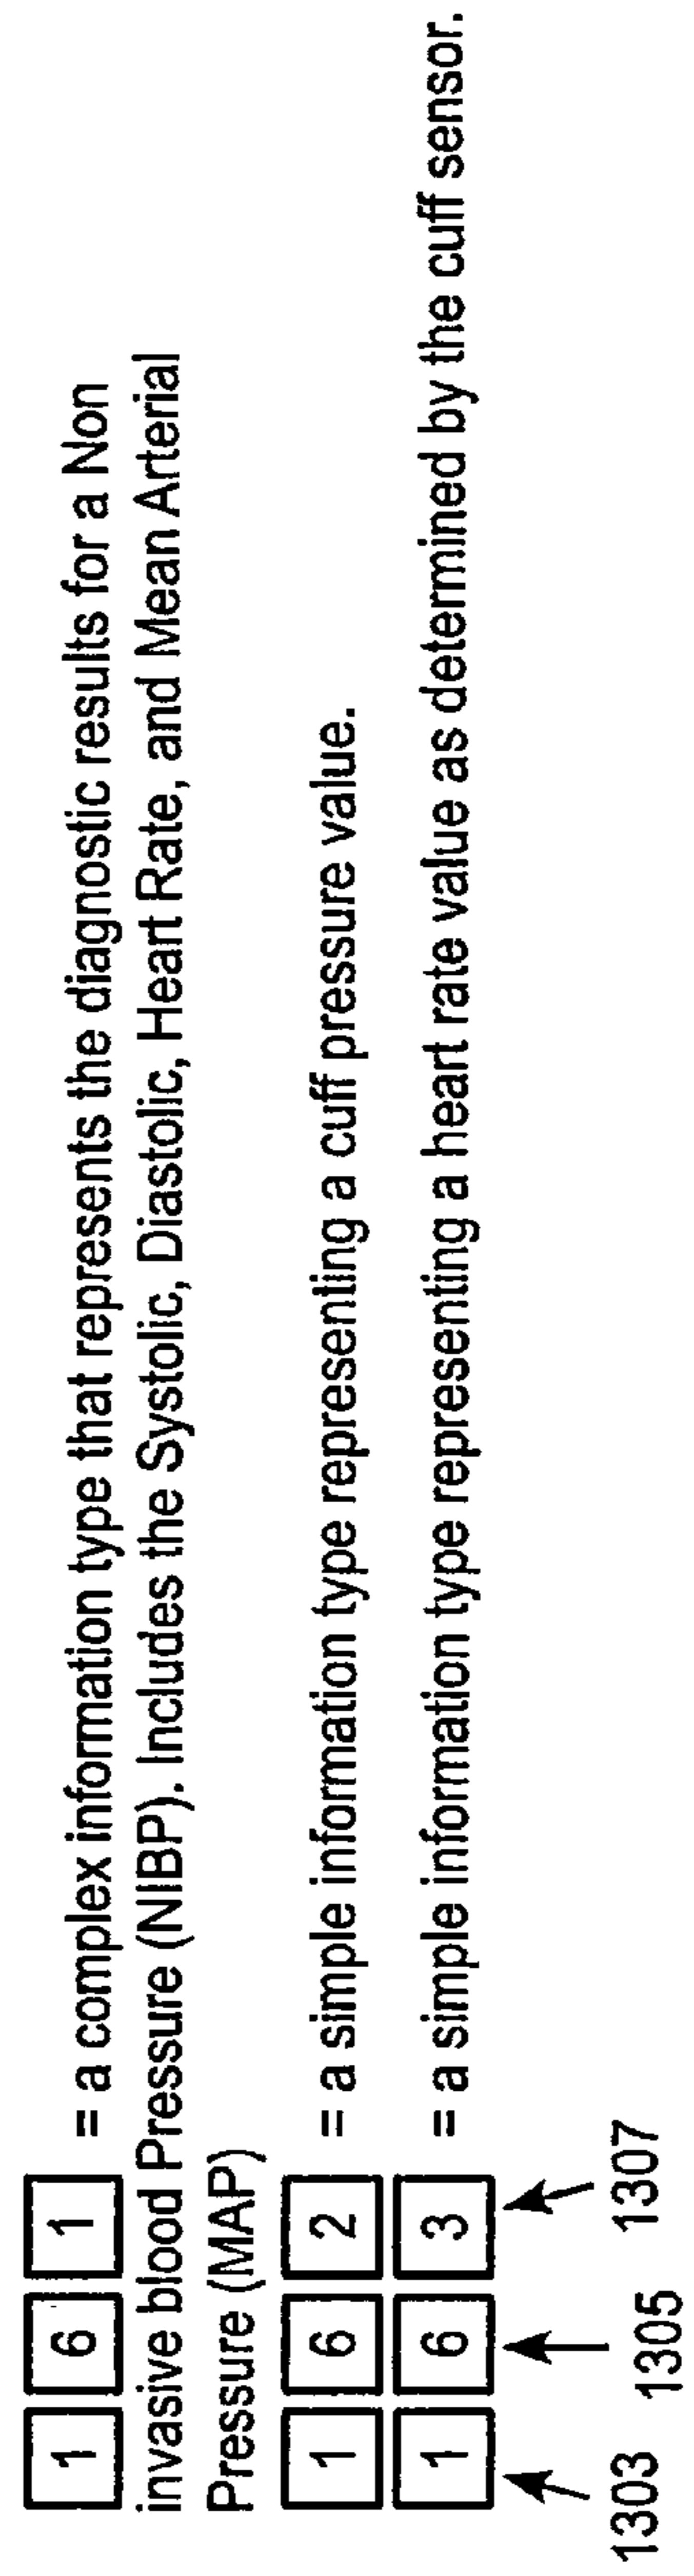 1 6 1 = a complex information type that represents the diagnostic results for a Non
invasive blood Pressure (NIBP). Includes the Systolic, Diastolic, Heart Rate, and Mean Arterial
Pressure (MAP)
1 6 2 = a simple information type representing a cuff pressure value.
1 6 3 = a simple information type representing a heart rate value as determined by the cuff sensor.
1303 1305 1307